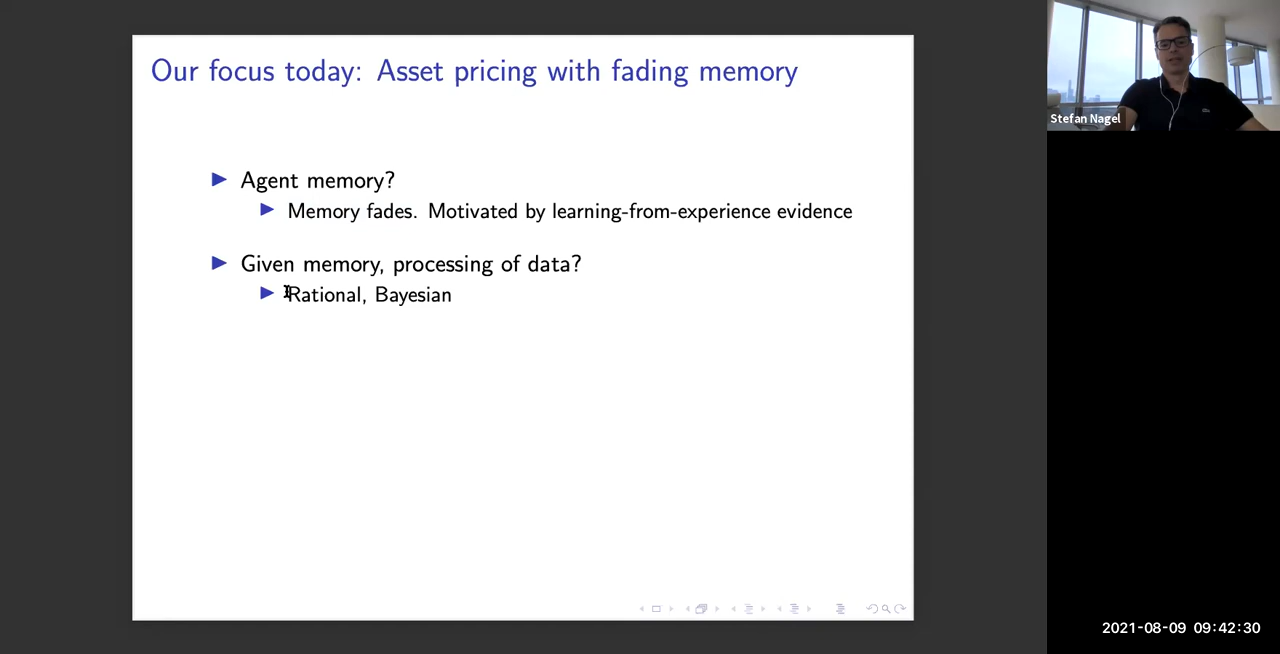 Our focus today: Asset pricing with fading memory
Agent memory?
Memory fades. Motivated by learning-from-experience evidence
Given memory, processing of data?
Rational, Bayesian
Stefan Nagel
2021-08-09 09:42:30